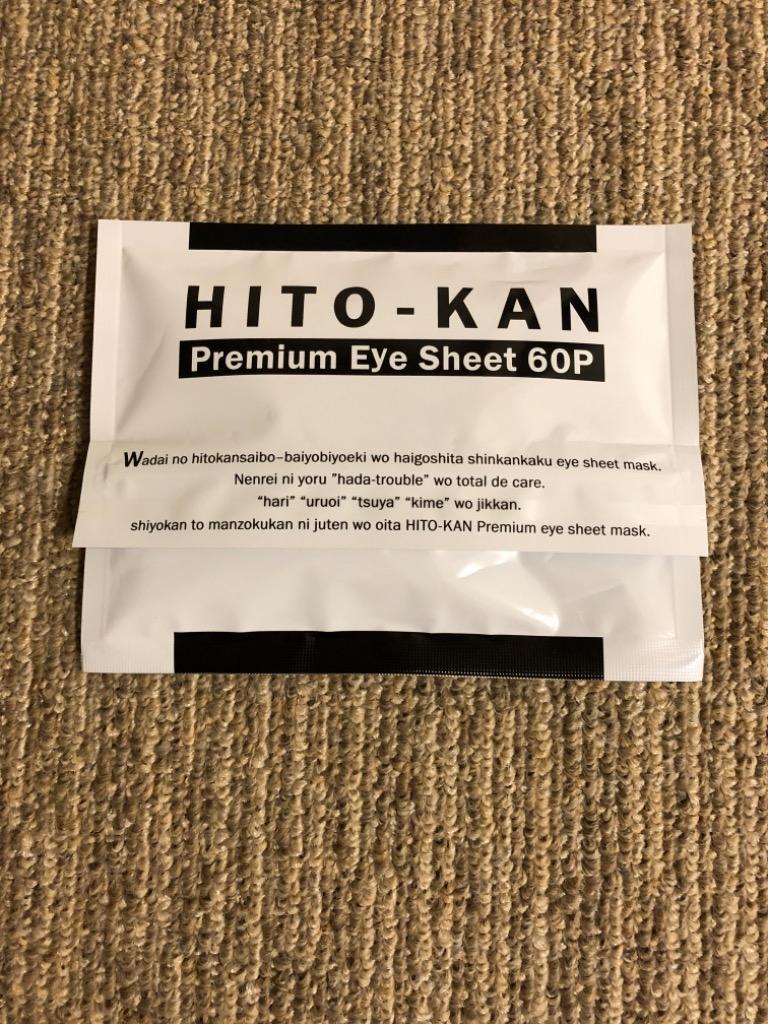 HITO-KAN
Premium Eye Sheet 60P
Wadai no hitokansaibo-baiyobiyoeki wo haigoshita shinkankaku eye sheet mask.
Nenrei ni yoru "hada-trouble" wo total de care.
"hari" "uruoi" "tsuya" "kime" wo jikkan.
shiyokan to manzokukan ni juten wo oita HITO-KAN Premium eye sheet mask.